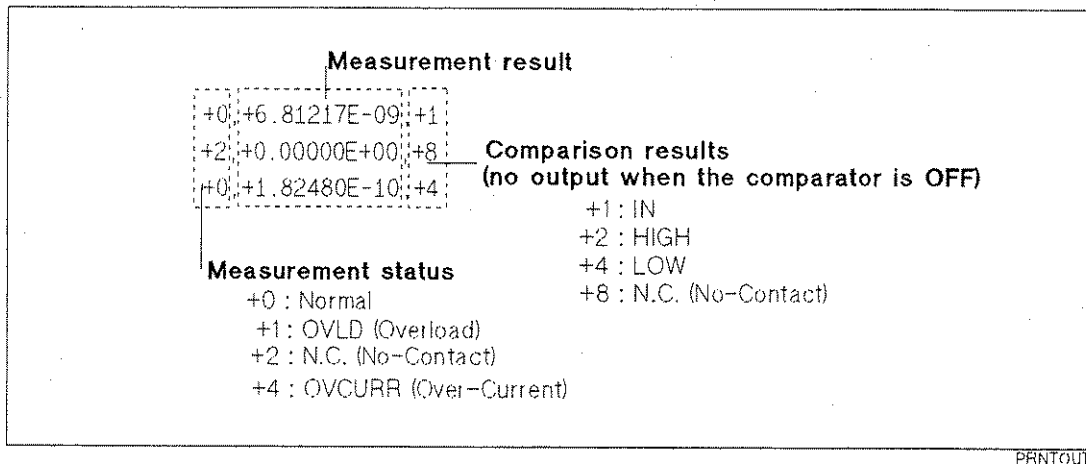 Measurement result
+0,+6.81217E-09,+1
+2,+0.00000E+00,+8
+0,+1.82480E-10,+4
Comparison results
(no output when the comparator is OFF)
+1 : IN
+2 : HIGH
+4 : LOW
+8 : N.C. (No-Contact)
Measurement status
+0 : Normal
+1 : OVLD (Overload)
+2 : N.C. (No-Contact)
+4 : OVCURR (Over-Current)
PRNTOUT